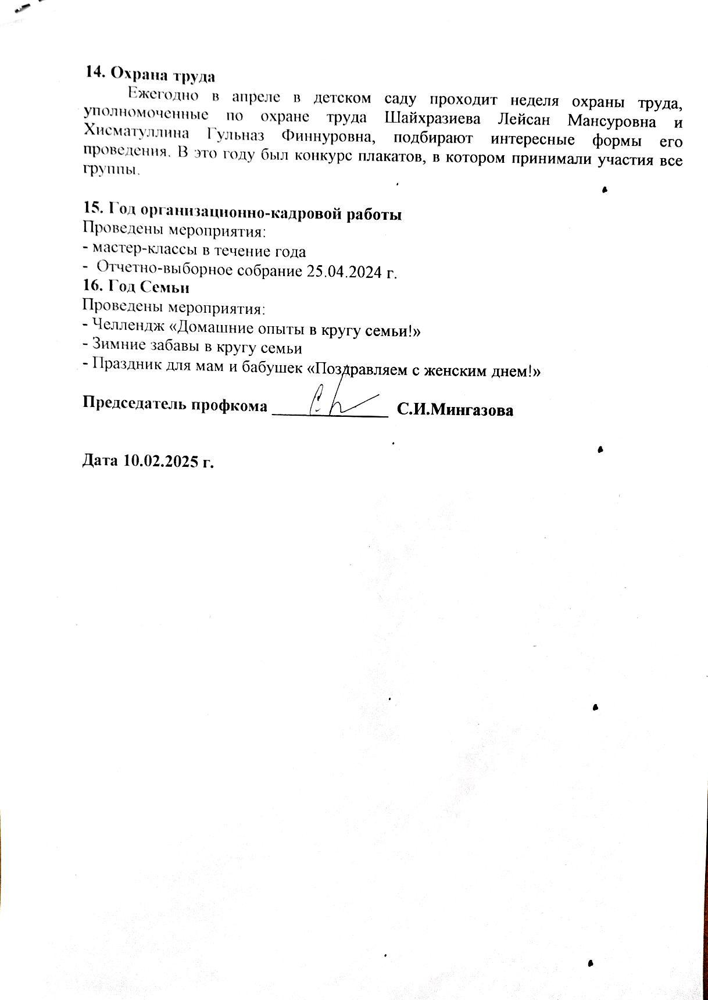 14. Охрана труда
Ежегодно в апреле в детском саду проходит неделя охраны труда,
уполномоченные по охране труда Шайхразиева Лейсан Мансуровна и
Хисматуллина Гульназ Финнуровна, подбирают интересные формы его
проведения. В это году был конкурс плакатов, в котором принимали участия все
группы.
15. Год организационно-кадровой работы
Проведены мероприятия:
- мастер-классы в течение года
- Отчетно-выборное собрание 25.04.2024 г.
16. Год Семьи
Проведены мероприятия:
- Челлендж «Домашние опыты в кругу семьи!»
- Зимние забавы в кругу семьи
- Праздник для мам и бабушек «Поздравляем с женским днем!»
Председатель профкома ______________ С.И.Мингазова
Дата 10.02.2025 г.